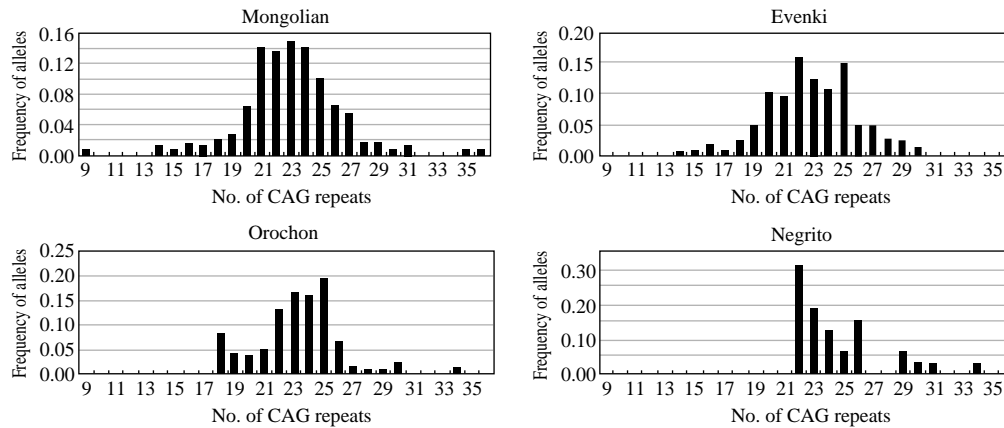 Mongolian
Frequency of alleles
0.16
0.12
0.08
0.04
0.00
9 11 13 15 17 19 21 23 25 27 29 31 33 35
No. of CAG repeats
Evenki
Frequency of alleles
0.20
0.15
0.10
0.05
0.00
9 11 13 15 17 19 21 23 25 27 29 31 33 35
No. of CAG repeats
Orochon
Frequency of alleles
0.25
0.20
0.15
0.10
0.05
0.00
9 11 13 15 17 19 21 23 25 27 29 31 33 35
No. of CAG repeats
Negrito
Frequency of alleles
0.30
0.20
0.10
0.00
9 11 13 15 17 19 21 23 25 27 29 31 33 35
No. of CAG repeats